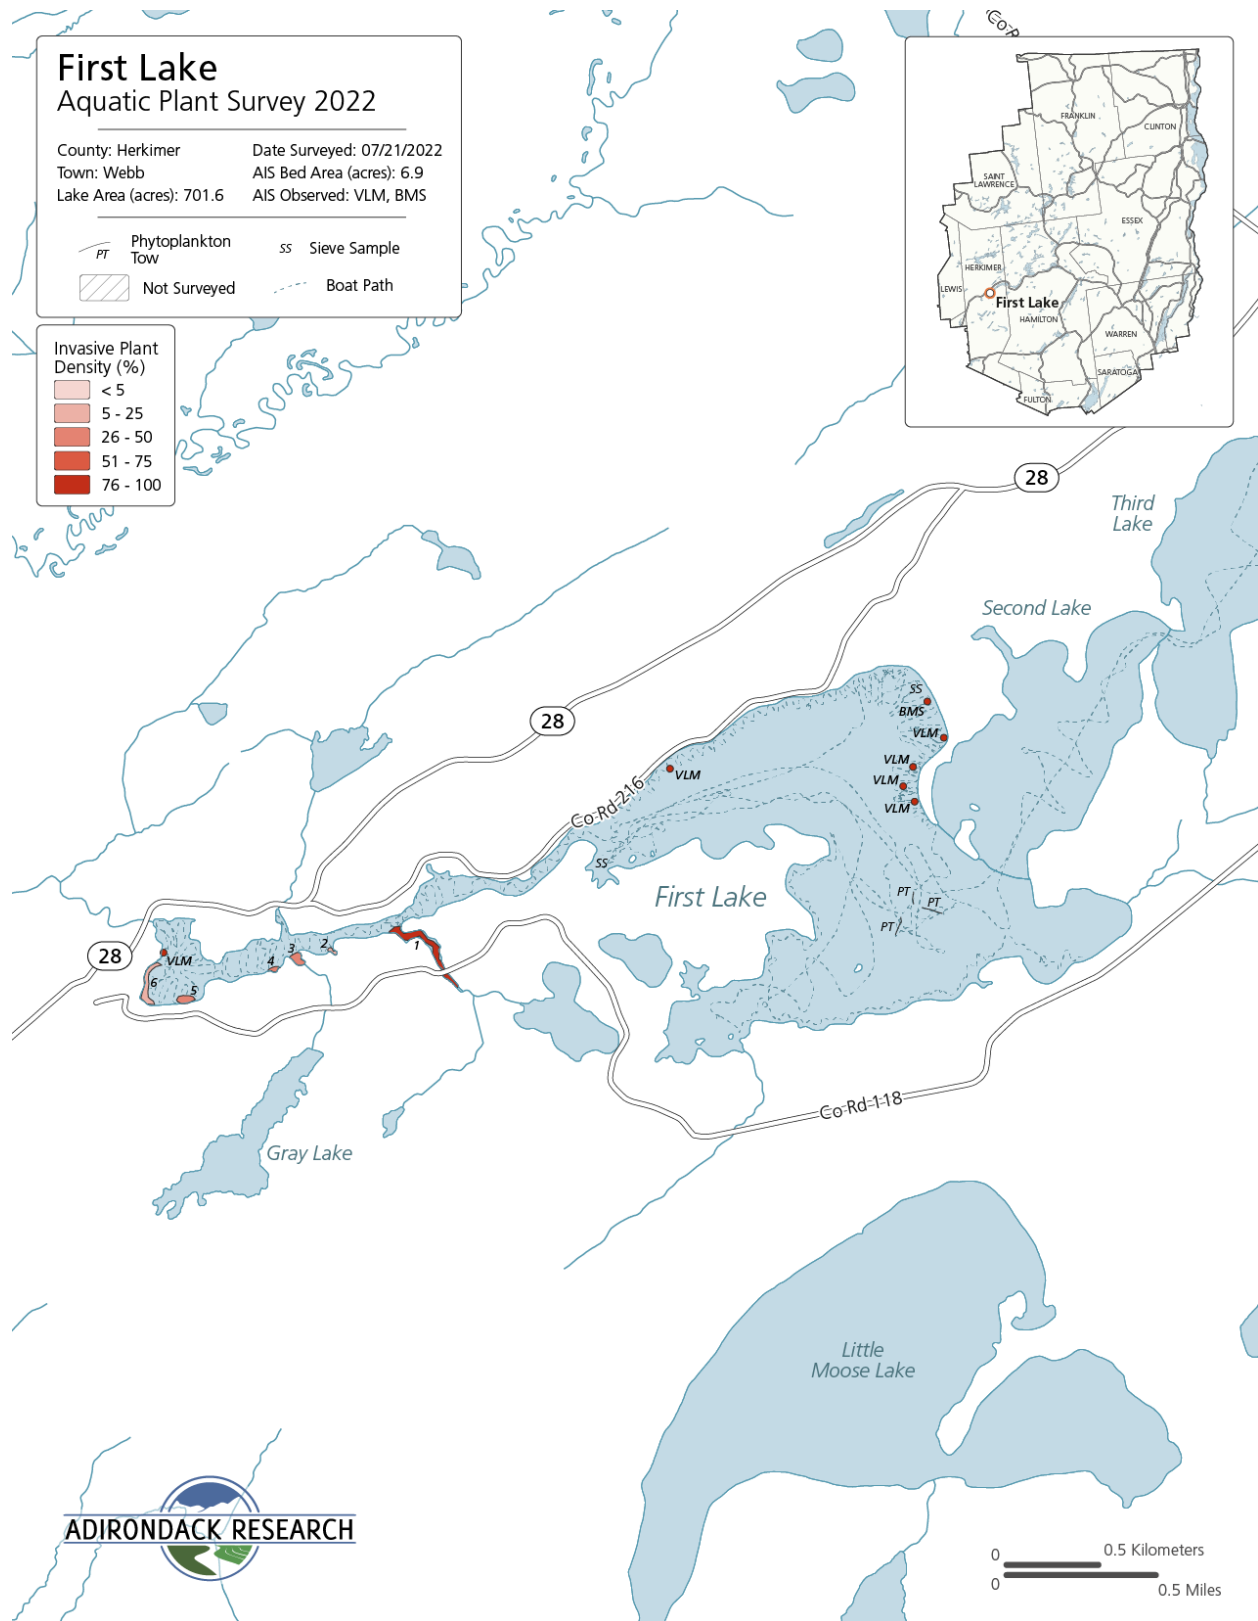 First Lake
Aquatic Plant Survey 2022
County: Herkimer
Town: Webb
Lake Area (acres): 701.6
Date Surveyed: 07/21/2022
AIS Bed Area (acres): 6.9
AIS Observed: VLM, BMS
PT
Phytoplankton
Tow
SS
Sieve Sample
Not Surveyed
Boat Path
Invasive Plant
Density (%)
< 5
5 - 25
26 - 50
51 - 75
76 - 100
FRANKLIN
CLINTON
SAINT
LAWRENCE
ESSEX
HERKIMER
LEWIS
First Lake
HAMILTON
WARREN
SARATOGA
FULTON
28
Third
Lake
Second Lake
28
SS
BMS
VLM
VLM
VLM
VLM
VLM
Co Rd 216
SS
First Lake
PT
PT
PT
28
VLM
1
2
3
4
5
6
Co Rd 118
Gray Lake
Little
Moose Lake
ADIRONDACK RESEARCH
0
0.5 Kilometers
0
0.5 Miles